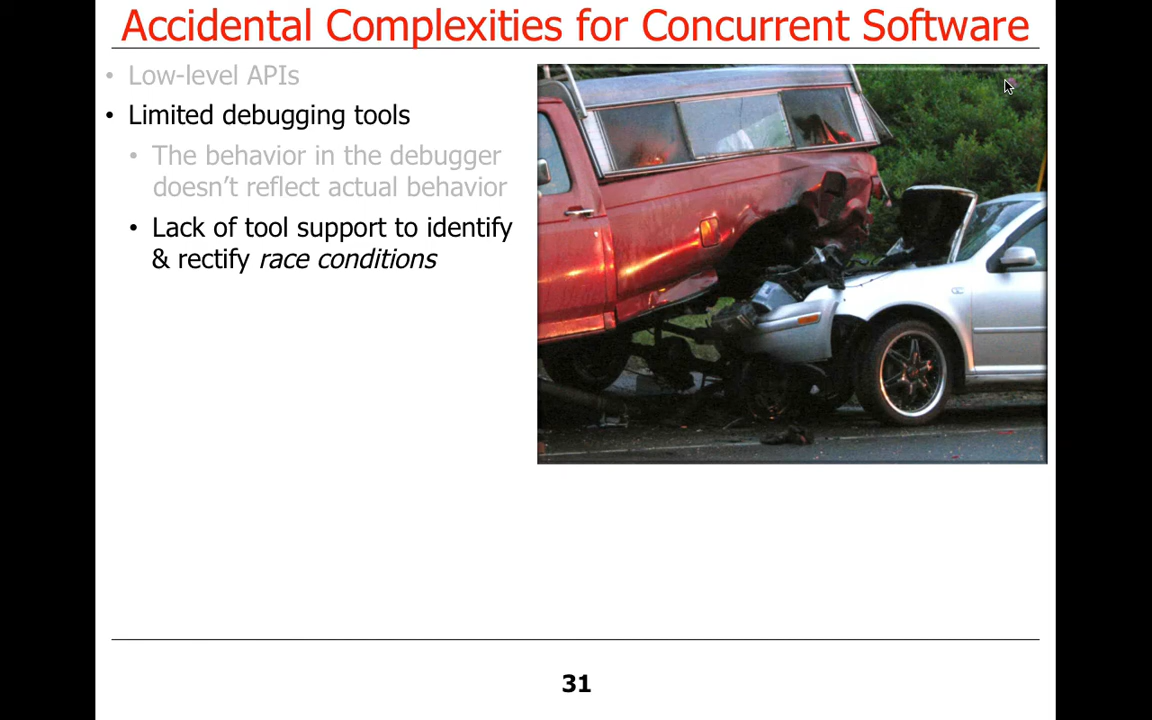 Accidental Complexities for Concurrent Software
• Low-level APIs
• Limited debugging tools
• The behavior in the debugger
doesn’t reflect actual behavior
• Lack of tool support to identify
& rectify race conditions
31